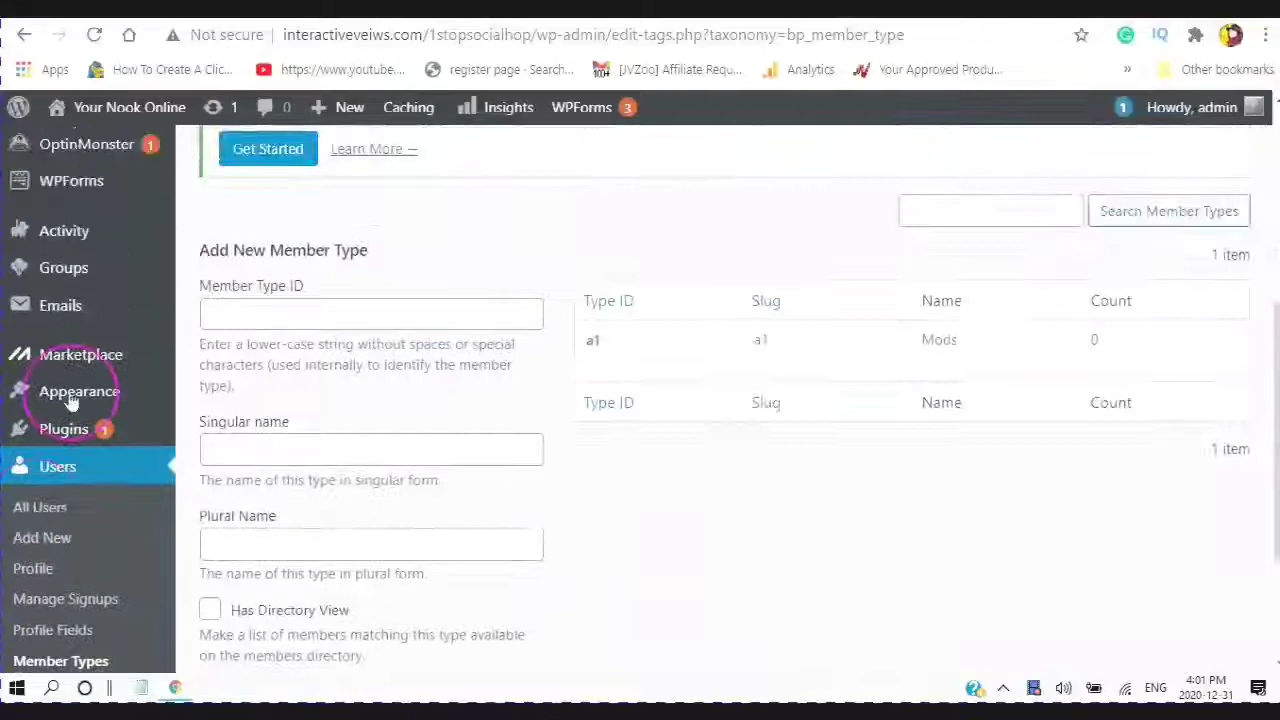 Not secure | interactiveveiws.com/1stopsocialhop/wp-admin/edit-tags.php?taxonomy=bp_member_type
IQ
Apps How To Create A Clic... https://www.youtube.... register page - Search... [JVZoo] Affiliate Requ... Analytics Your Approved Produ... » Other bookmarks
Your Nook Online 1 0 + New Caching Insights WPForms 3 1 Howdy, admin
OptinMonster 1
WPForms
Activity
Groups
Emails
Marketplace
Appearance
Plugins 1
Users
All Users
Add New
Profile
Manage Signups
Profile Fields
Member Types
Get Started Learn More —
Search Member Types
1 item
Add New Member Type
Member Type ID
Enter a lower-case string without spaces or special
characters (used internally to identify the member
type).
Singular name
The name of this type in singular form.
Plural Name
The name of this type in plural form.
Has Directory View
Make a list of members matching this type available
on the members directory.
Type ID Slug Name Count
a1 a1 Mods 0
Type ID Slug Name Count
1 item
ENG
4:01 PM
2020-12-31